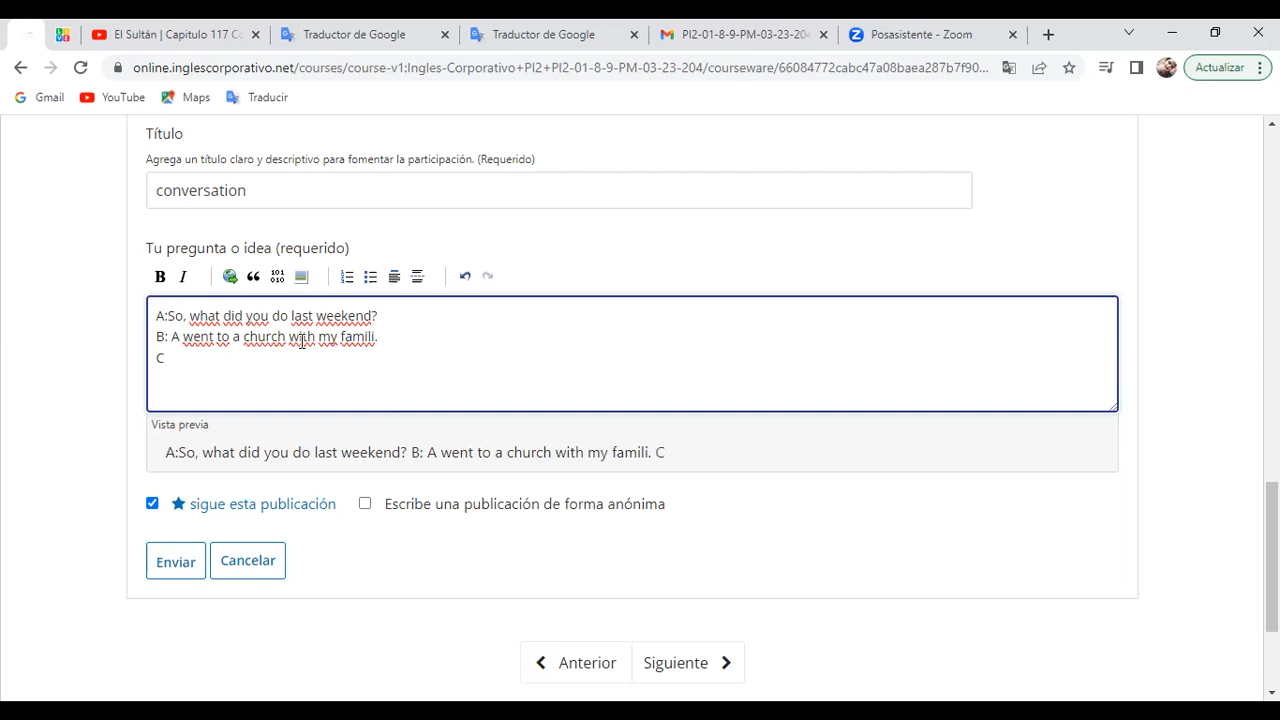 El Sultán | Capitulo 117 Co
Traductor de Google
Traductor de Google
PI2-01-8-9-PM-03-23-204
Posasistente - Zoom
online.inglescorporativo.net/courses/course-v1:Ingles-Corporativo+PI2+PI2-01-8-9-PM-03-23-204/courseware/66084772cabc47a08baea287b7f90...
Actualizar
Gmail
YouTube
Maps
Traducir
Título
Agrega un título claro y descriptivo para fomentar la participación. (Requerido)
conversation
Tu pregunta o idea (requerido)
B I
101
010
A:So, what did you do last weekend?
B: A went to a church with my famili.
C
Vista previa
A:So, what did you do last weekend? B: A went to a church with my famili. C
sigue esta publicación
Escribe una publicación de forma anónima
Enviar
Cancelar
Anterior
Siguiente